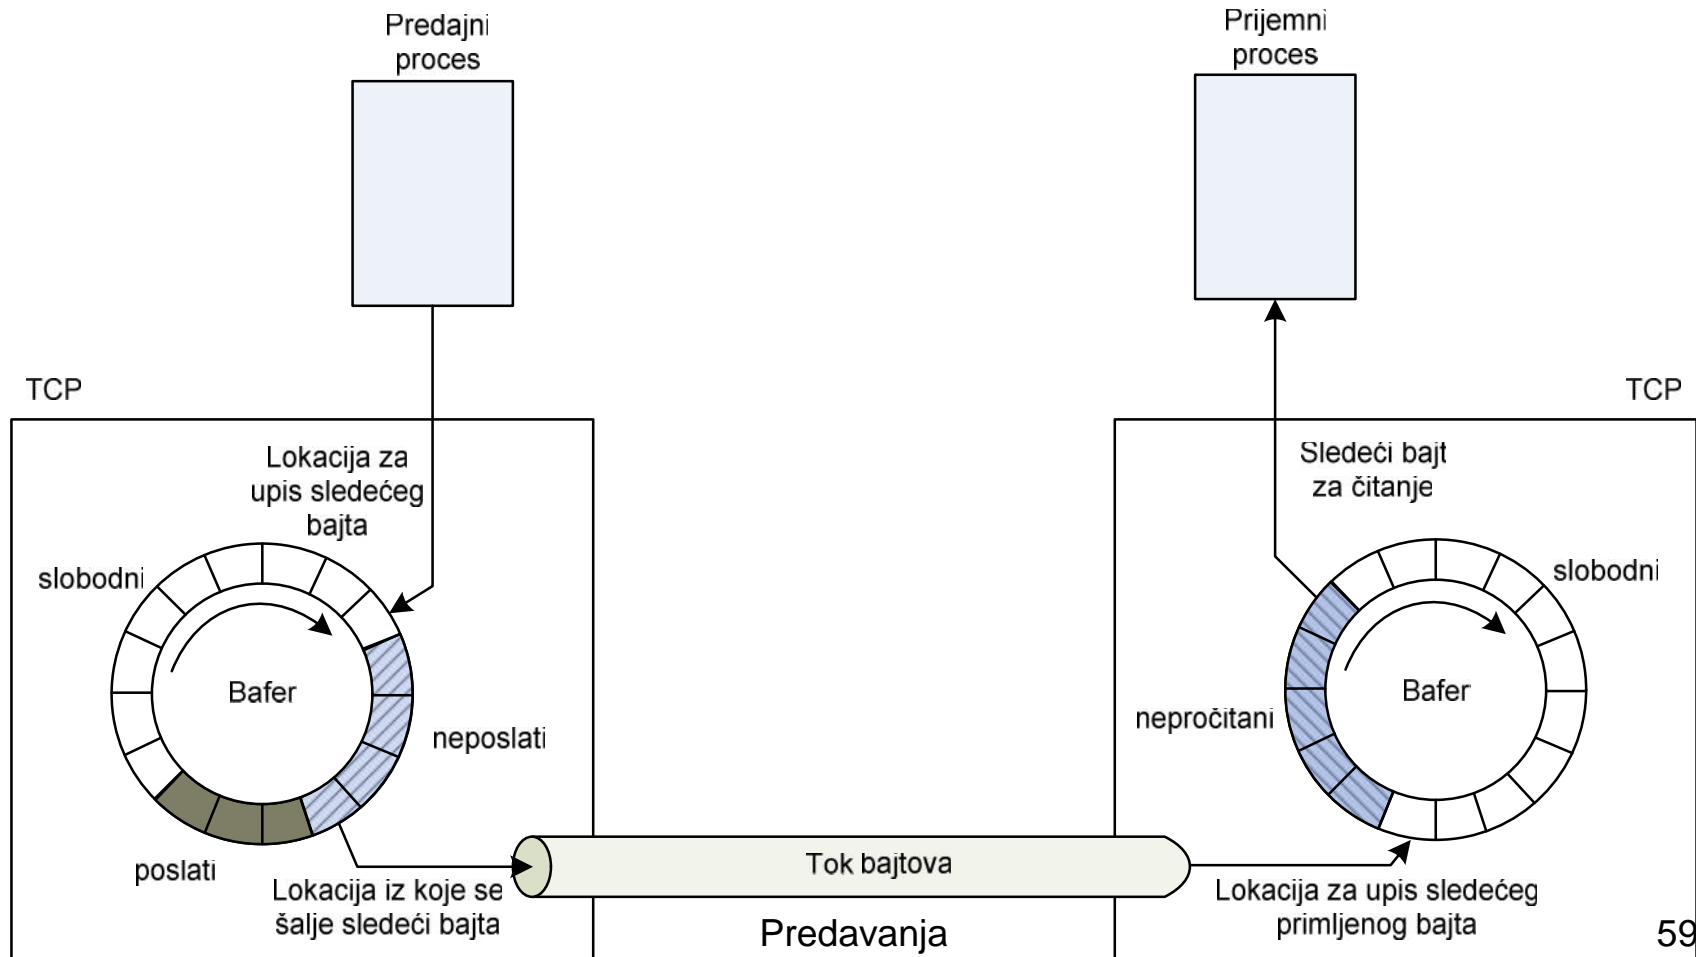 Predajni
proces
Prijemni
proces
TCP
TCP
Lokacija za
upis sledećeg
bajta
slobodni
Bafer
neposlati
poslati
Lokacija iz koje se
šalje sledeći bajta
Tok bajtova
Sledeći bajt
za čitanje
slobodni
Bafer
nepročitani
Lokacija za upis sledećeg
primljenog bajta
Predavanja
59